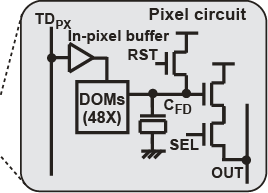 Pixel circuit
TDPX
In-pixel buffer
RST
DOMs
(48X)
CFD
SEL
OUT